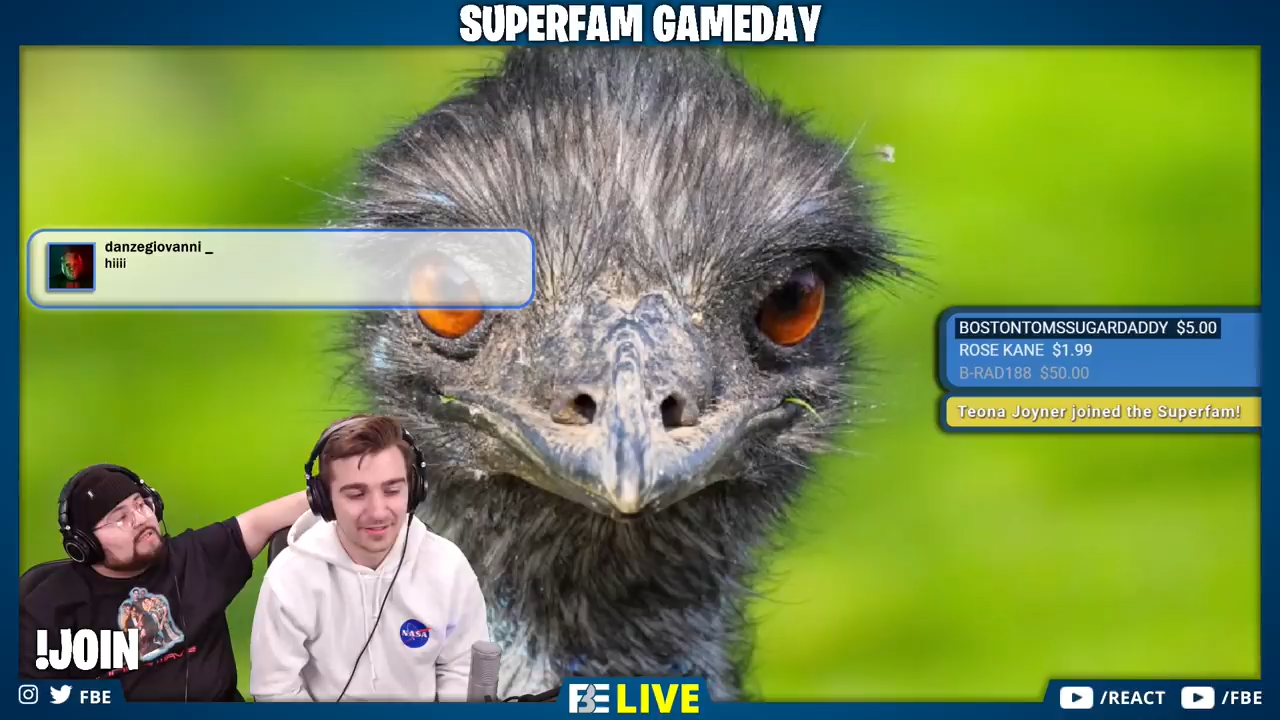 SUPERFAM GAMEDAY
danzegiovanni _
hiiii
BOSTONTOMSSUGARDADDY $5.00
ROSE KANE $1.99
B-RAD188 $50.00
Teona Joyner joined the Superfam!
NASA
!JOIN
FBE
FBE LIVE
/REACT
/FBE